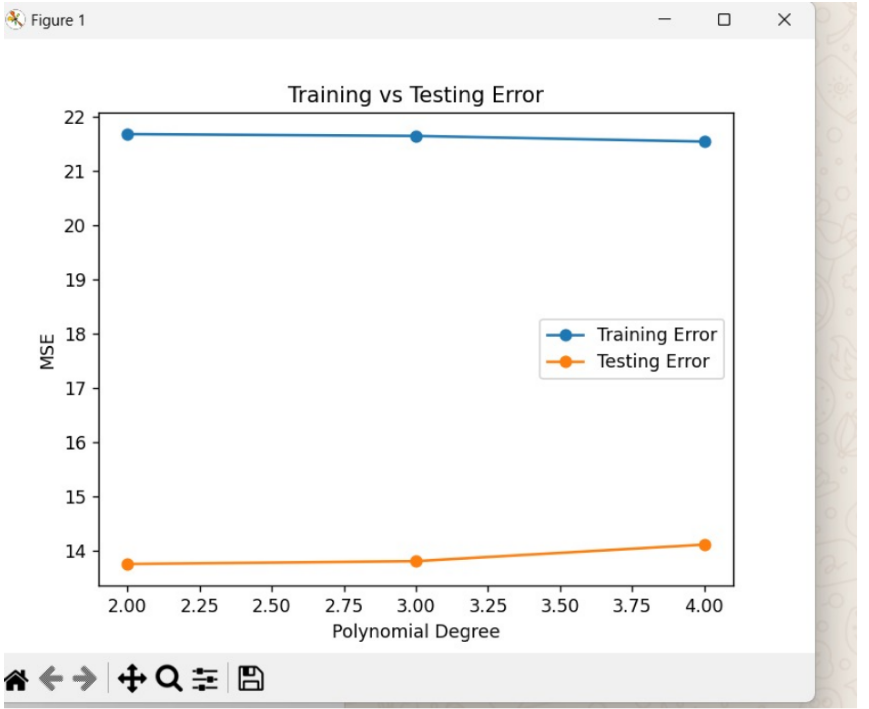 Figure 1
Training vs Testing Error
22
21
20
19
18
17
16
15
14
MSE
Training Error
Testing Error
2.00 2.25 2.50 2.75 3.00 3.25 3.50 3.75 4.00
Polynomial Degree